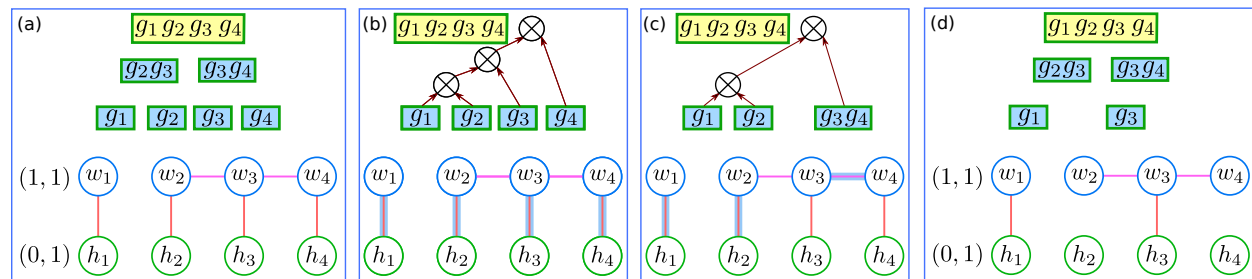 (a)
g₁ g₂ g₃ g₄
g₂g₃ g₃g₄
g₁ g₂ g₃ g₄
(1, 1) w₁ w₂ w₃ w₄
(0, 1) h₁ h₂ h₃ h₄
(b)
g₁ g₂ g₃ g₄
g₁ g₂ g₃ g₄
w₁ w₂ w₃ w₄
h₁ h₂ h₃ h₄
(c)
g₁ g₂ g₃ g₄
g₁ g₂ g₃g₄
w₁ w₂ w₃ w₄
h₁ h₂ h₃ h₄
(d)
g₁ g₂ g₃ g₄
g₂g₃ g₃g₄
g₁ g₃
(1, 1) w₁ w₂ w₃ w₄
(0, 1) h₁ h₂ h₃ h₄